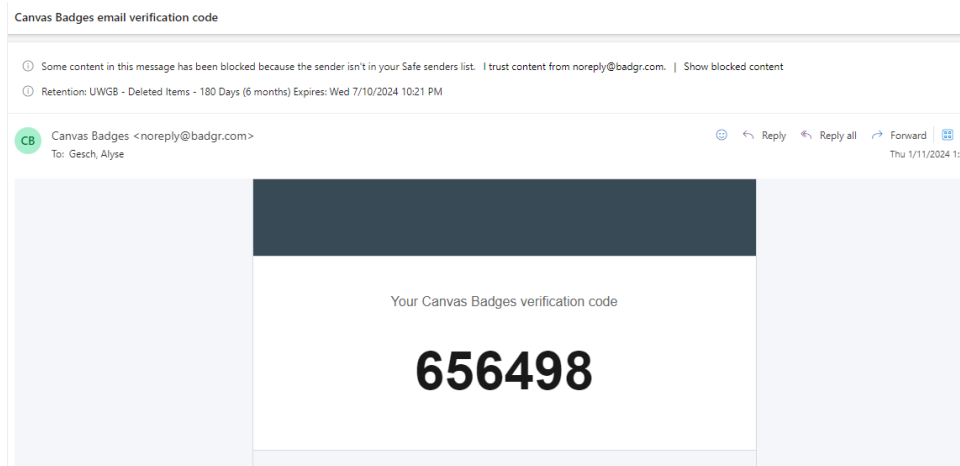 Canvas Badges email verification code
Some content in this message has been blocked because the sender isn't in your Safe senders list. I trust content from noreply@badgr.com. | Show blocked content
Retention: UWGB - Deleted Items - 180 Days (6 months) Expires: Wed 7/10/2024 10:21 PM
CB
Canvas Badges <noreply@badgr.com>
Reply
Reply all
Forward
To: Gesch, Alyse
Thu 1/11/2024 1:
Your Canvas Badges verification code
656498